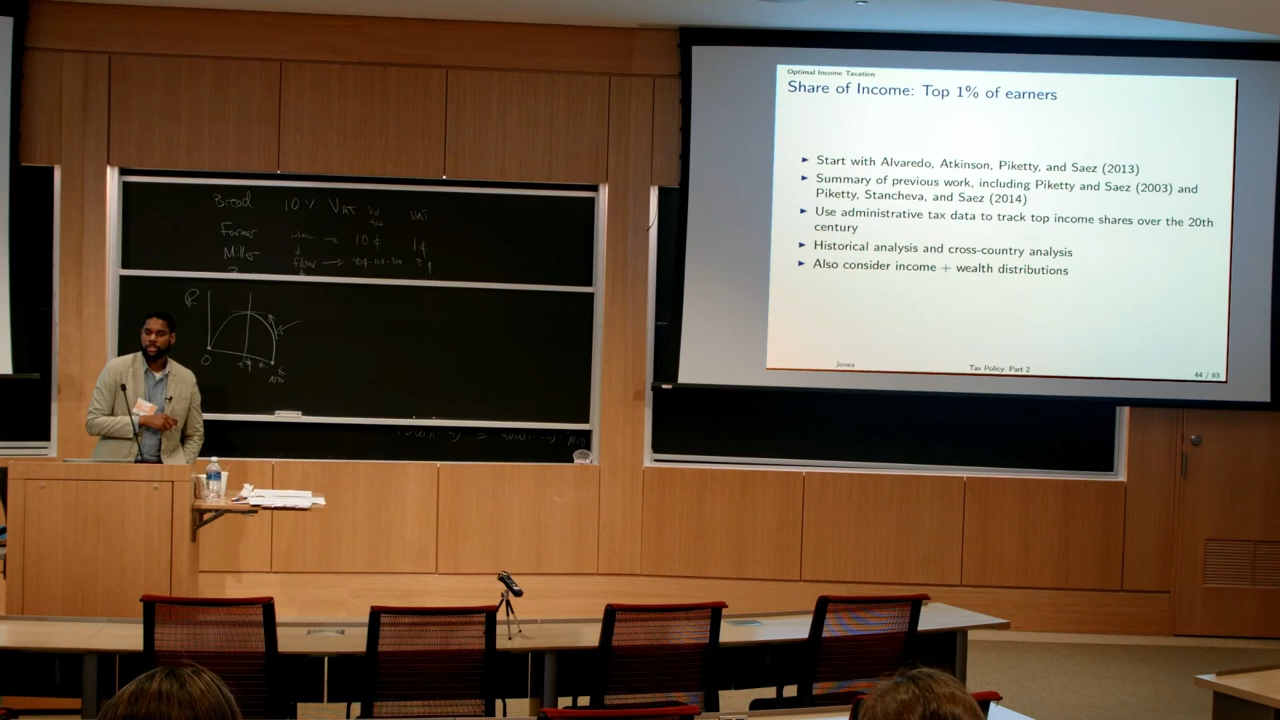 Optimal Income Taxation
Share of Income: Top 1% of earners
► Start with Alvaredo, Atkinson, Piketty, and Saez (2013)
► Summary of previous work, including Piketty and Saez (2003) and
Piketty, Stancheva, and Saez (2014)
► Use administrative tax data to track top income shares over the 20th
century
► Historical analysis and cross-country analysis
► Also consider income + wealth distributions
Jones Tax Policy: Part 2 44 / 83
Bread 10% VAT VAT
Farmer → 10¢ 1¢
Miller flour →
R
0